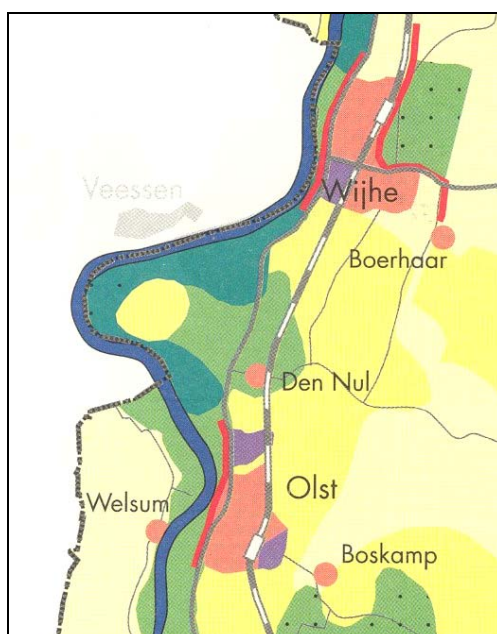 Veessen
Wijhe
Boerhaar
Den Nul
Olst
Welsum
Boskamp